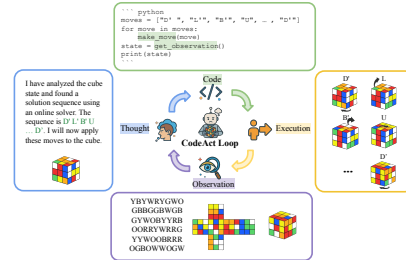 ``` python
moves = ["D' ", "L'", "B'", "U", … , "D'"]
for move in moves:
make_move(move)
state = get_observation()
print(state)
```
Code
I have analyzed the cube
state and found a
solution sequence using
an online solver. The
sequence is D' L' B' U
… D'. I will now apply
these moves to the cube.
Thought
CodeAct Loop
Execution
Observation
D'
L
B'
U
...
D'
YBYWRYGWO
GBBGGBWGB
GYWOBYYRB
OORRYWRRG
YYWOOBRRR
OGBOWWOGW